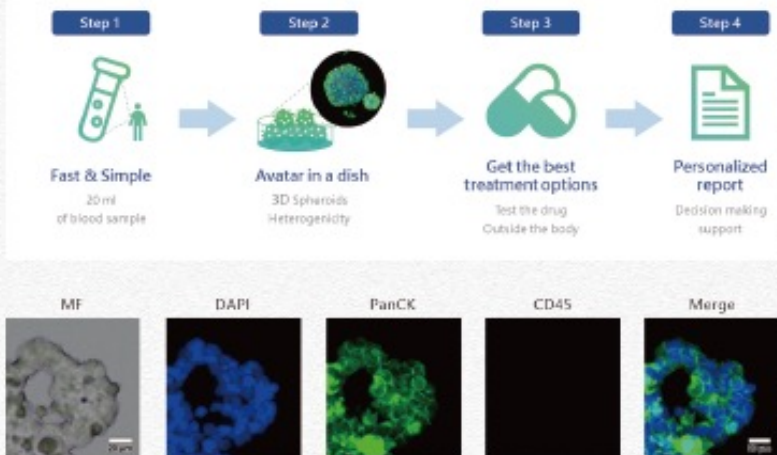 Step 1
Step 2
Step 3
Step 4
Fast & Simple
20 ml
of blood sample
Avatar in a dish
3D Spheroids
Heterogenicity
Get the best
treatment options
Test the drug
Outside the body
Personalized
report
Decision making
support
MF
DAPI
PanCK
CD45
Merge